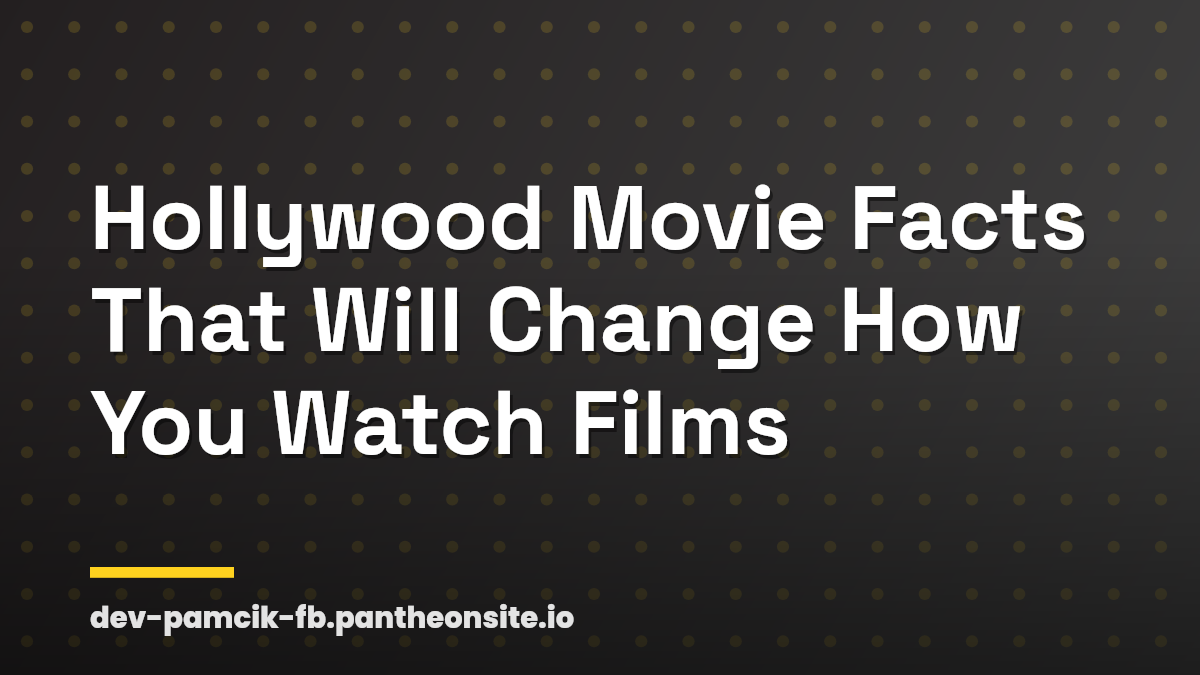 Hollywood Movie Facts
That Will Change How
You Watch Films
dev-pamcik-fb.pantheonsite.io